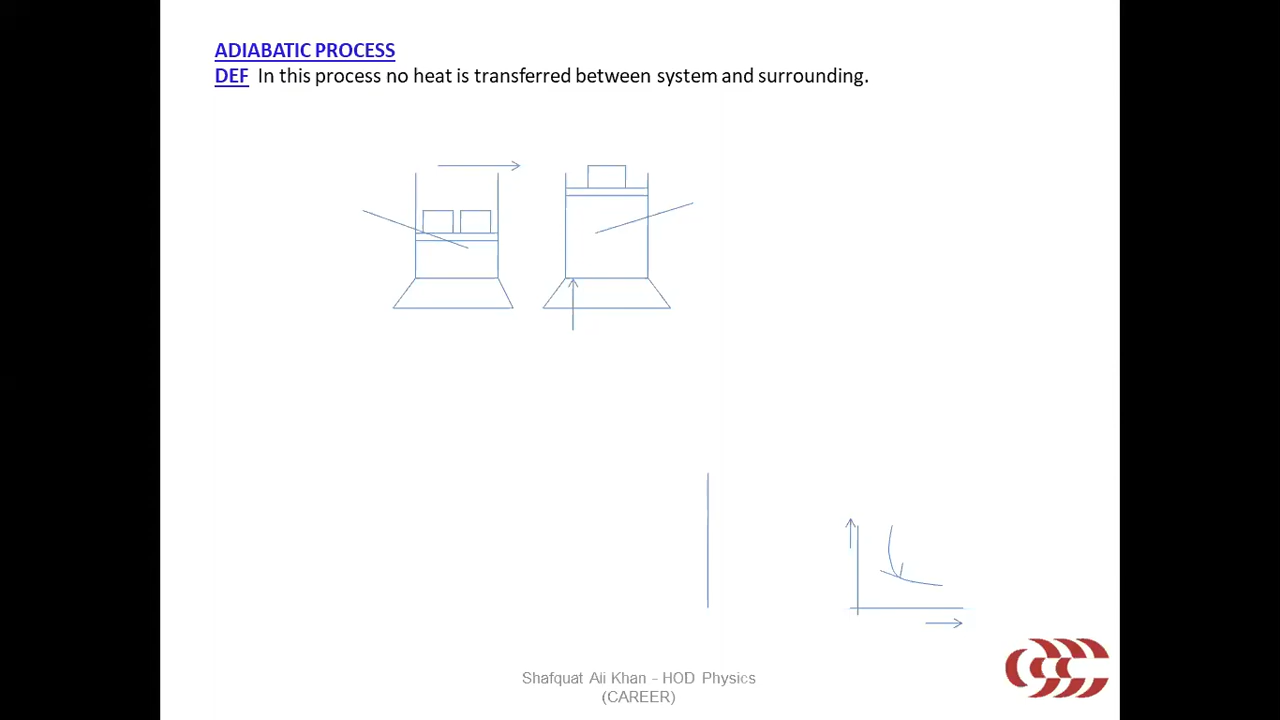 ADIABATIC PROCESS
DEF In this process no heat is transferred between system and surrounding.
Shafquat Ali Khan - HOD Physics
(CAREER)